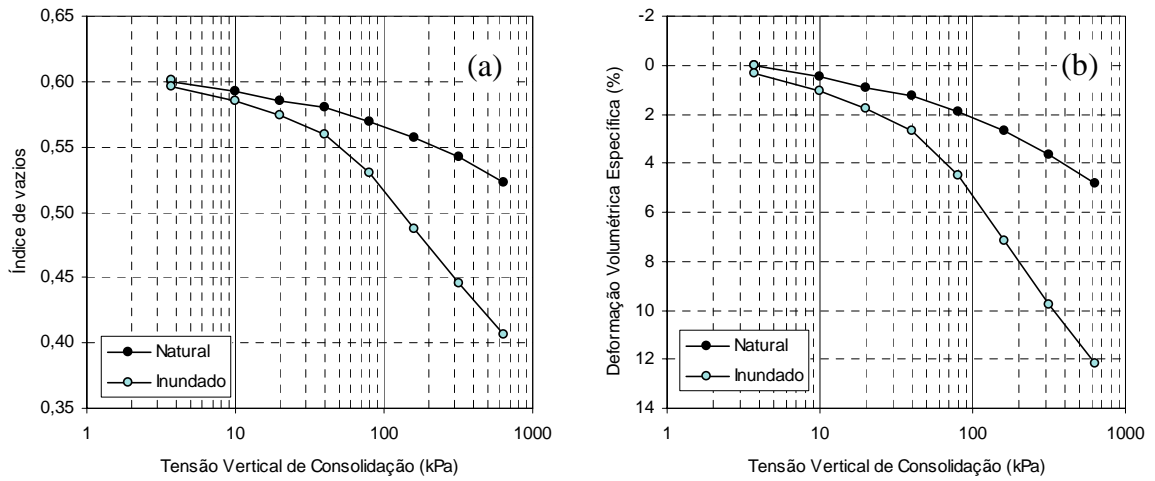 0,65
0,60
0,55
0,50
0,45
0,40
0,35
Índice de vazios
(a)
Natural
Inundado
1 10 100 1000
Tensão Vertical de Consolidação (kPa)
-2
0
2
4
6
8
10
12
14
Deformação Volumétrica Específica (%)
(b)
Natural
Inundado
1 10 100 1000
Tensão Vertical de Consolidação (kPa)